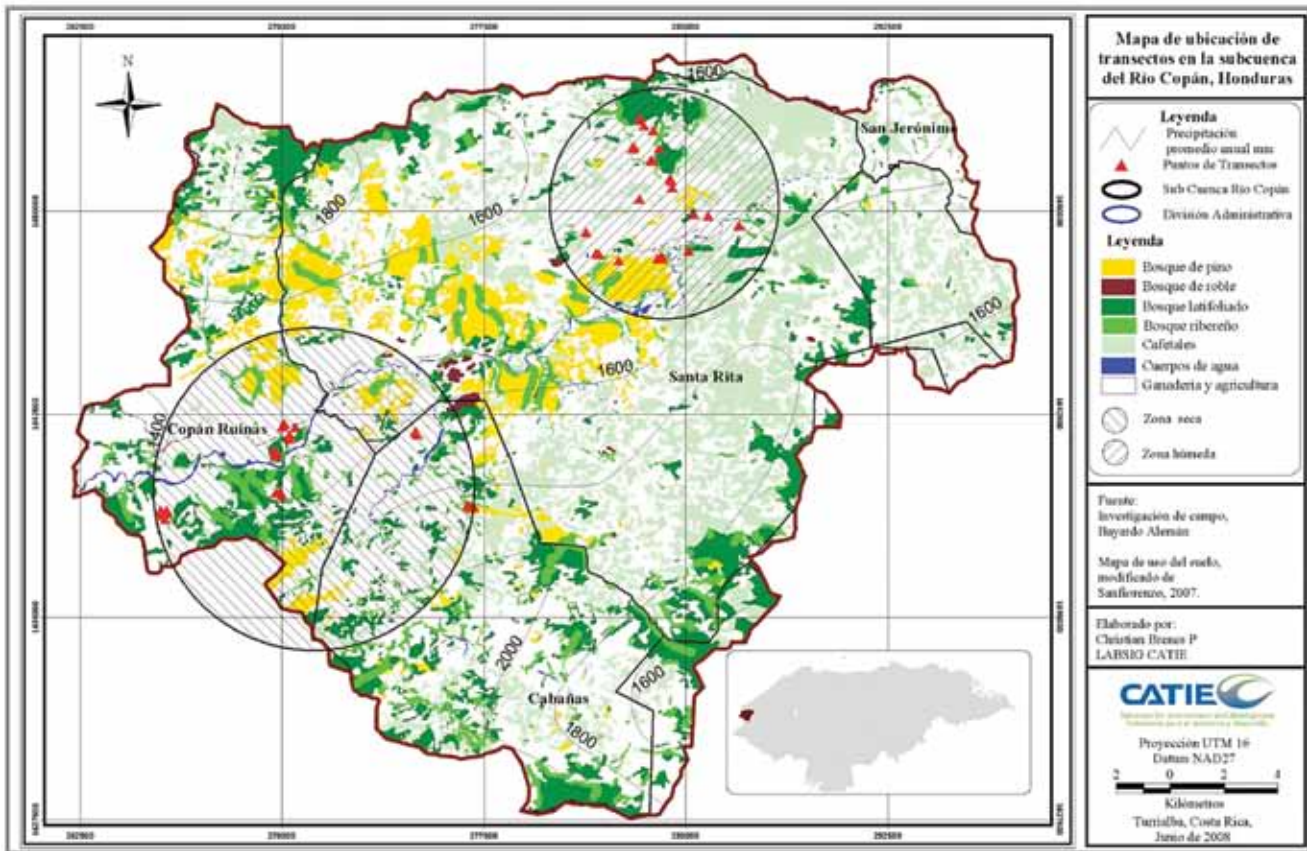 Mapa de ubicación de
transectos en la subcuenca
del Río Copán, Honduras
Leyenda
Precipitación
promedio anual mm
Puntos de Transectos
Sub Cuenca Río Copán
División Administrativa
Leyenda
Bosque de pino
Bosque de roble
Bosque latifoliado
Bosque ribereño
Cafetales
Cuerpos de agua
Ganadería y agricultura
Zona seca
Zona húmeda
Fuente:
Investigación de campo,
Bayardo Alemán
Mapa de uso del suelo,
modificado de
Sanfiorenzo, 2007.
Elaborado por:
Christian Brenes P
LABSIG CATIE
CATIE
Proyección UTM 16
Datum NAD27
2 0 2 4
Kilómetros
Turrialba, Costa Rica,
Junio de 2008
N
1600
San Jerónimo
1800
1600
1600
1600
Santa Rita
Copán Ruinas
1400
2000
Cabañas
1600
1800